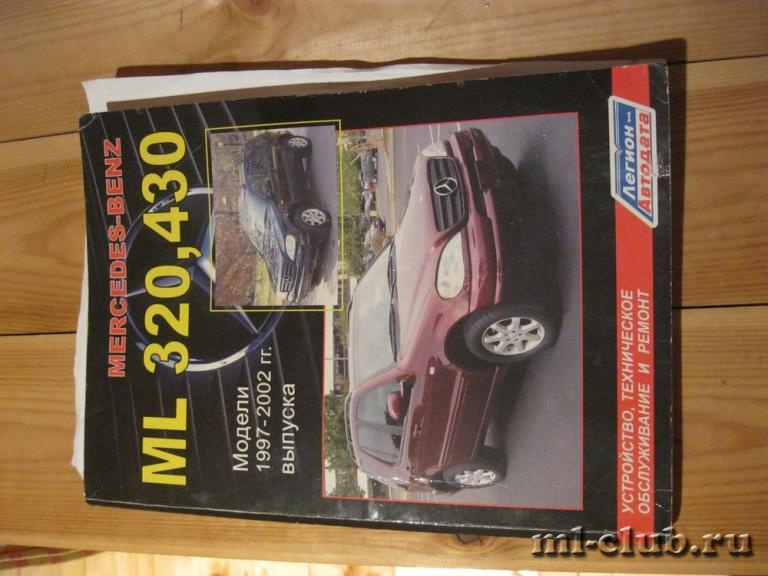 MERCEDES-BENZ
ML 320,430
Модели
1997-2002 гг.
выпуска
Легион-
Автодата
УСТРОЙСТВО, ТЕХНИЧЕСКОЕ
ОБСЛУЖИВАНИЕ И РЕМОНТ
ml-club.ru